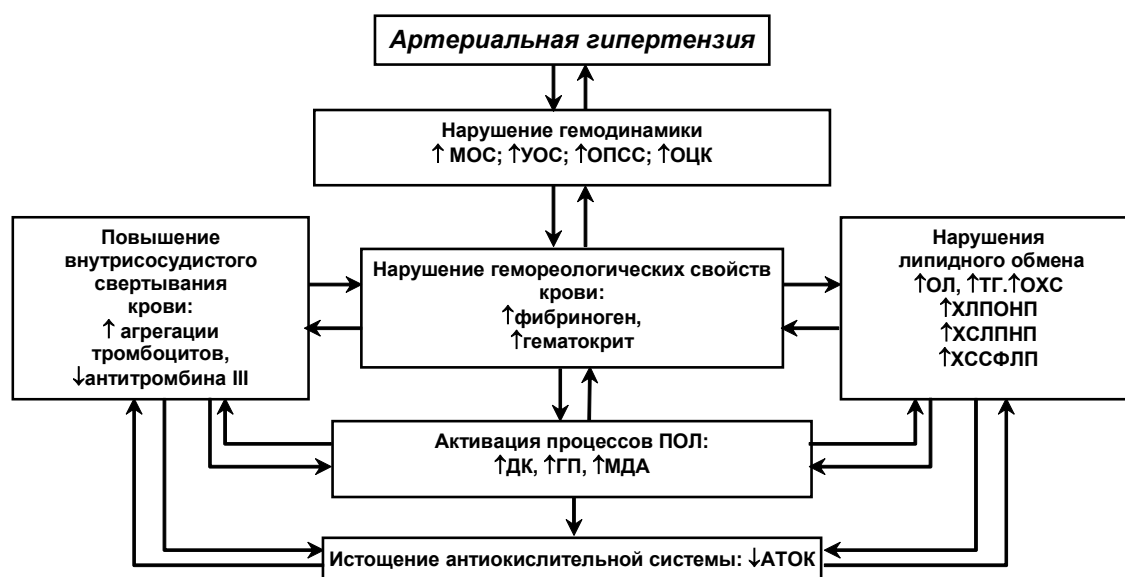 Артериальная гипертензия
Нарушение гемодинамики
↑ МОС; ↑УОС; ↑ОПСС; ↑ОЦК
Повышение
внутрисосудистого
свертывания
крови:
↑ агрегации
тромбоцитов,
↓антитромбина III
Нарушение гемореологических свойств
крови:
↑фибриноген,
↑гематокрит
Нарушения
липидного обмена
↑ОЛ, ↑ТГ.↑ОХС
↑ХЛПОНП
↑ХСЛПНП
↑ХССФЛП
Активация процессов ПОЛ:
↑ДК, ↑ГП, ↑МДА
Истощение антиокислительной системы: ↓АТОК